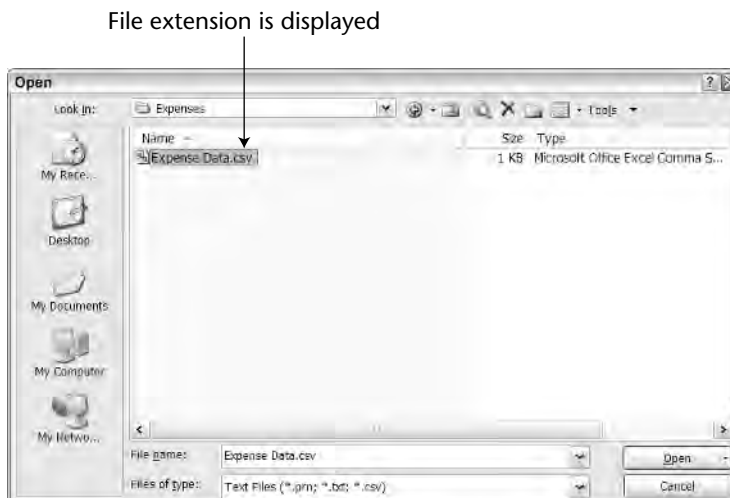 File extension is displayed
Open
Look in:
Expenses
Tools
Name
Size
Type
Expense Data.csv
1 KB
Microsoft Office Excel Comma S...
My Rece...
Desktop
My Documents
My Computer
My Netwo...
File name:
Expense Data.csv
Open
Files of type:
Text Files (*.prn; *.txt; *.csv)
Cancel